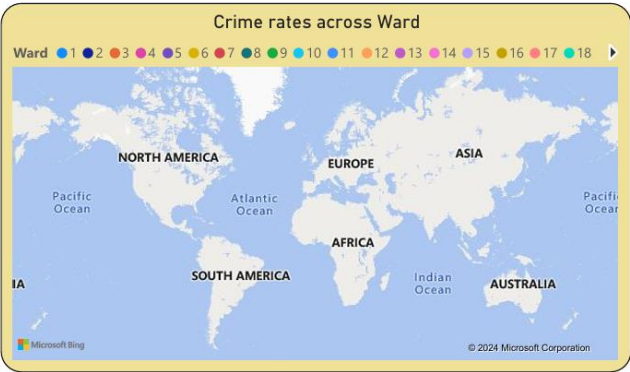 Crime rates across Ward
Ward 1 2 3 4 5 6 7 8 9 10 11 12 13 14 15 16 17 18
NORTH AMERICA
EUROPE
ASIA
Pacific
Ocean
Atlantic
Ocean
Pacifi
Ocear
AFRICA
SOUTH AMERICA
Indian
Ocean
IA
AUSTRALIA
Microsoft Bing
© 2024 Microsoft Corporation